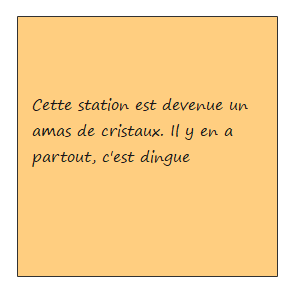 Cette station est devenue un
amas de cristaux. Il y en a
partout, c'est dingue